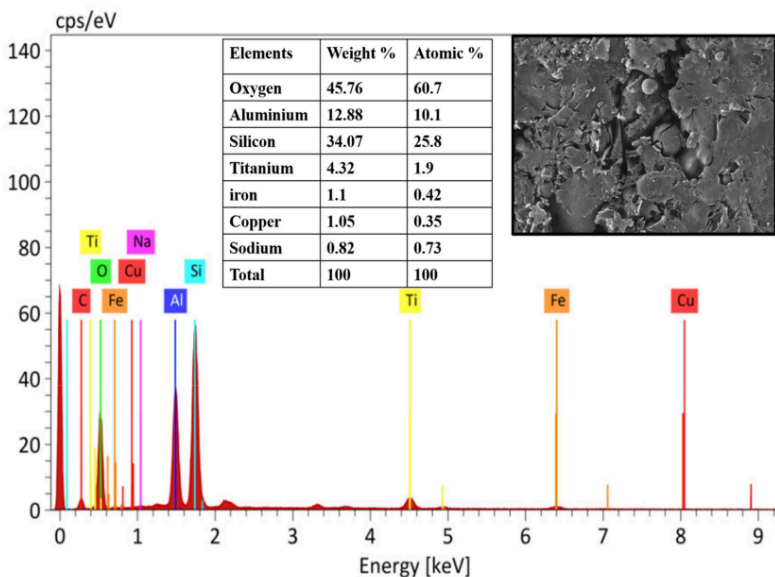 cps/eV
140
120
100
80
60
40
20
0
Elements Weight % Atomic %
Oxygen 45.76 60.7
Aluminium 12.88 10.1
Silicon 34.07 25.8
Titanium 4.32 1.9
iron 1.1 0.42
Copper 1.05 0.35
Sodium 0.82 0.73
Total 100 100
Ti Na
O Cu Si
C Fe Al Ti Fe Cu
0 1 2 3 4 5 6 7 8 9
Energy [keV]